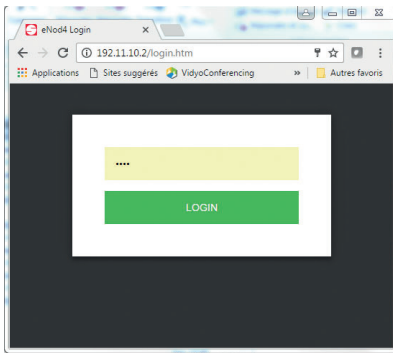 eNod4 Login
192.11.10.2/login.htm
Applications Sites suggérés VidyoConferencing » Autres favoris
••••
LOGIN